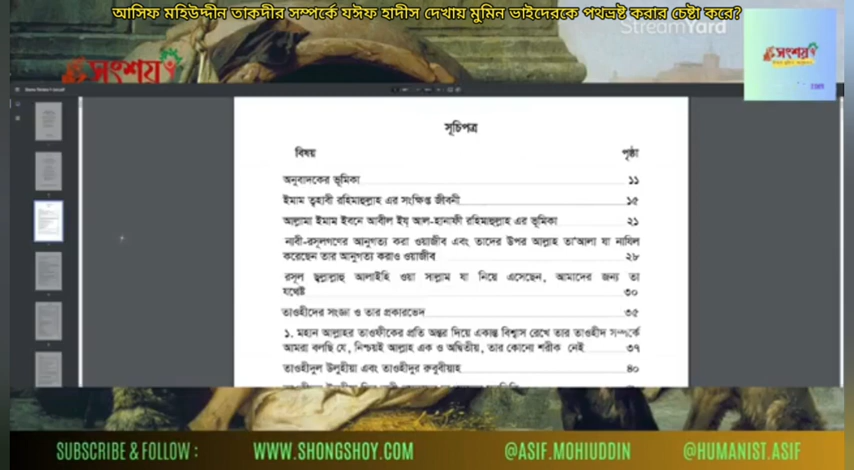 আসিফ মহিউদ্দীন তাকদীর সম্পর্কে যঈফ হাদীস দেখায় মুমিন ভাইদেরকে পথভ্রষ্ট করার চেষ্টা করে?
StreamYard
সংশয়
সংশয়
সূচিপত্র
বিষয় পৃষ্ঠা
অনুবাদকের ভূমিকা ১১
ইমাম ত্বহাবী রহিমাহুল্লাহ এর সংক্ষিপ্ত জীবনী ১৫
আল্লামা ইমাম ইবনে আবীল ইয্ আল-হানাফী রহিমাহুল্লাহ এর ভূমিকা ২১
নাবী-রসূলগণের আনুগত্য করা ওয়াজীব এবং তাদের উপর আল্লাহ তা'আলা যা নাযিল
করেছেন তার আনুগত্য করাও ওয়াজীব ২৮
রসূল ছ্বল্লাল্লাহু আলাইহি ওয়া সাল্লাম যা নিয়ে এসেছেন, আমাদের জন্য তা
যথেষ্ট ৩০
তাওহীদের সংজ্ঞা ও তার প্রকারভেদ ৩৫
১. মহান আল্লাহর তাওফীকের প্রতি অন্তর দিয়ে একান্ত বিশ্বাস রেখে তার তাওহীদ সম্পর্কে
আমরা বলছি যে, নিশ্চয়ই আল্লাহ এক ও অদ্বিতীয়, তার কোনো শরীক নেই ৩৭
তাওহীদুল উলুহীয়া এবং তাওহীদুর রুবুবীয়াহ ৪০
SUBSCRIBE & FOLLOW : WWW.SHONGSHOY.COM @ASIF.MOHIUDDIN @HUMANIST.ASIF